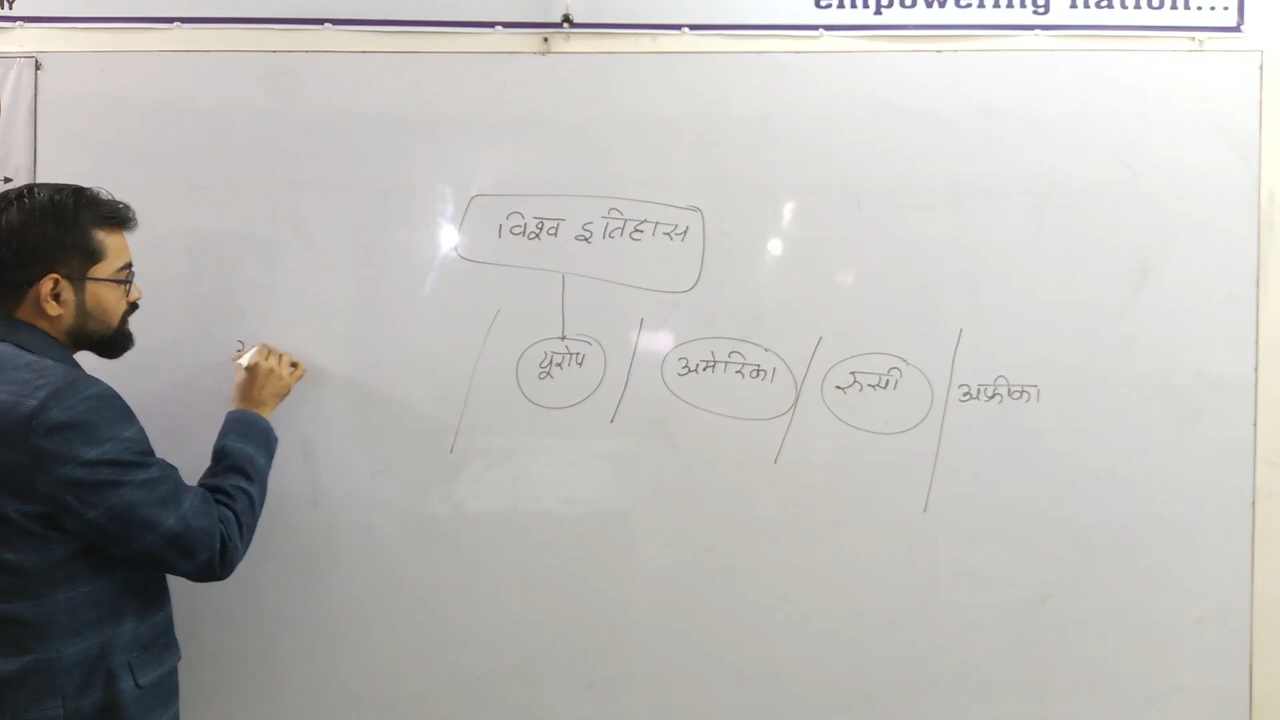 empowering nation...
विश्व इतिहास
यूरोप / अमेरिका / रुसी / अफ्रीका